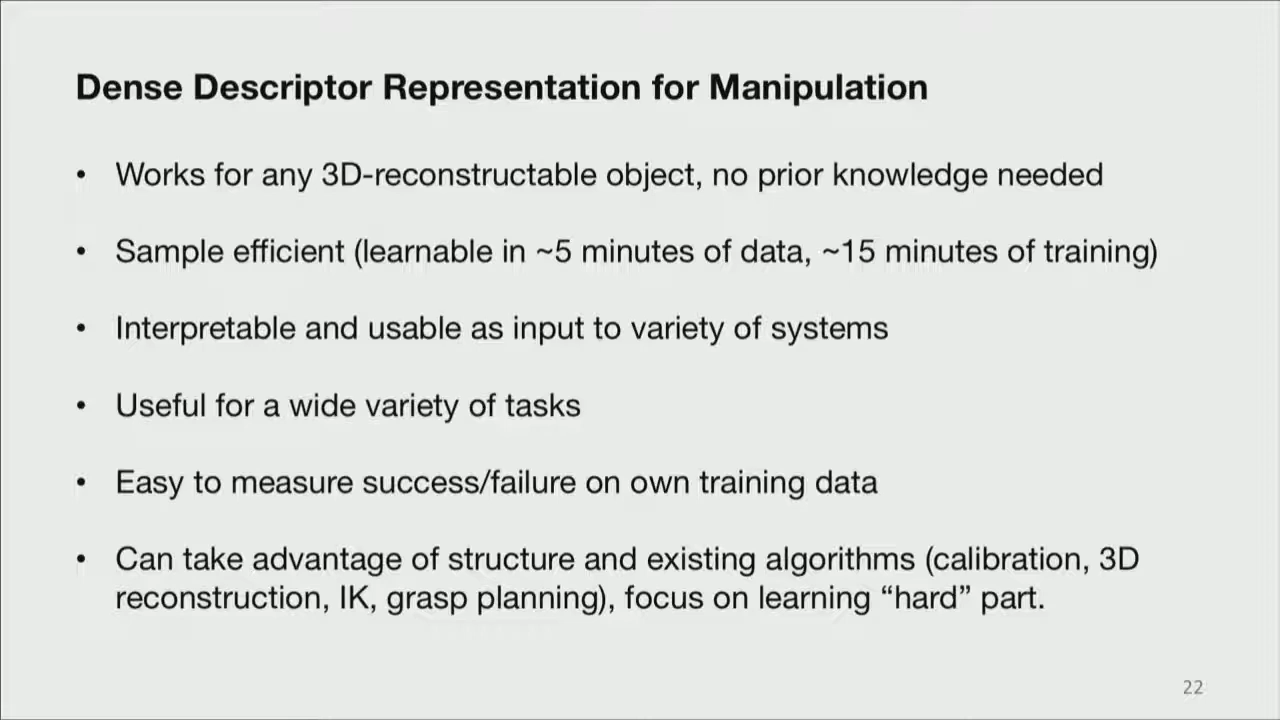 Dense Descriptor Representation for Manipulation
• Works for any 3D-reconstructable object, no prior knowledge needed
• Sample efficient (learnable in ~5 minutes of data, ~15 minutes of training)
• Interpretable and usable as input to variety of systems
• Useful for a wide variety of tasks
• Easy to measure success/failure on own training data
• Can take advantage of structure and existing algorithms (calibration, 3D
reconstruction, IK, grasp planning), focus on learning “hard” part.
22